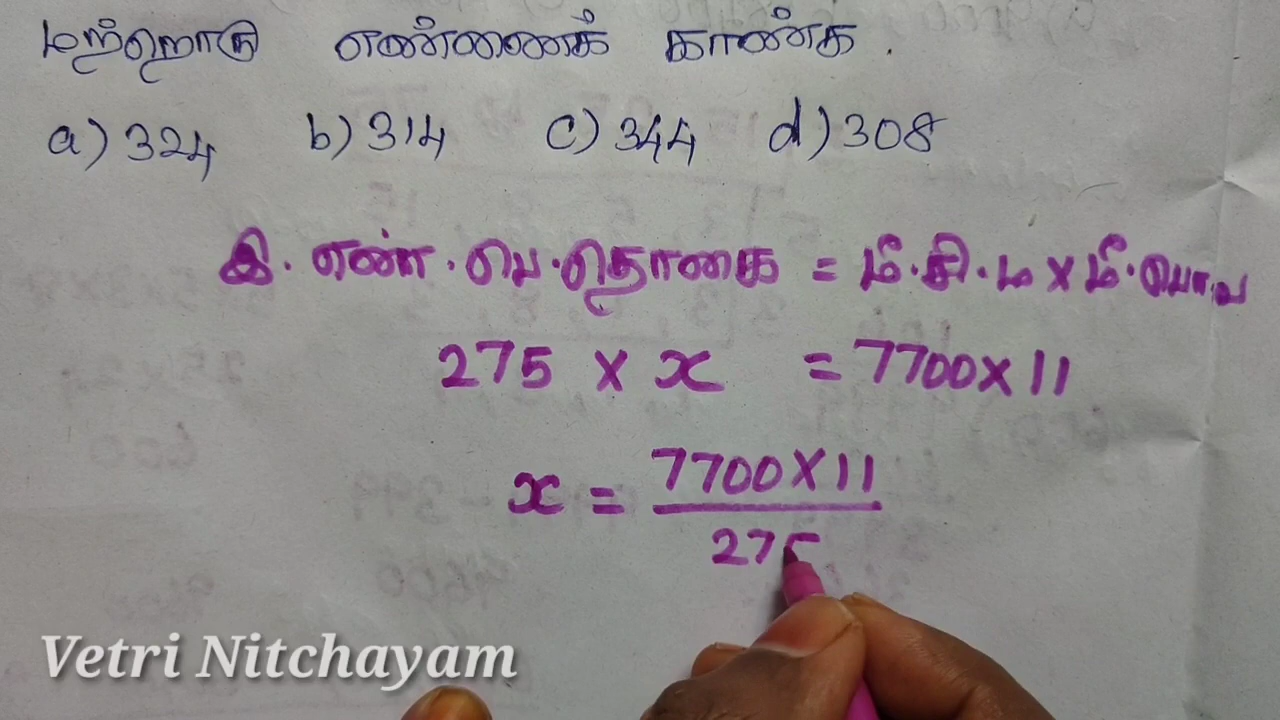 மற்றொரு எண்ணைக் காண்க .
a) 324 b) 314 c) 344 d) 308
இ. எண். பெ. தொகை = மீ. சி. ம x மீ. பொ. வ
275 x x = 7700 x 11
x = 7700 x 11
275
Vetri Nitchayam